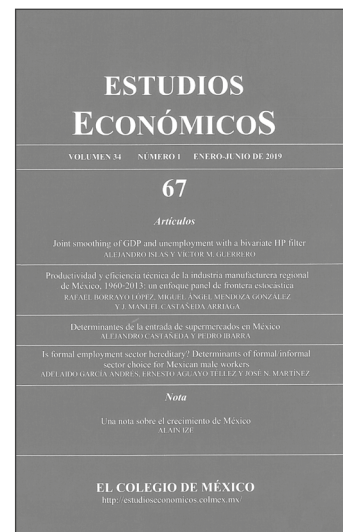 ESTUDIOS
ECONÓMICOS
VOLUMEN 34 NÚMERO 1 ENERO-JUNIO DE 2019
67
Artículos
Joint smoothing of GDP and unemployment with a bivariate HP filter
ALEJANDRO ISLAS Y VÍCTOR M. GUERRERO
Productividad y eficiencia técnica de la industria manufacturera regional
de México, 1960-2013: un enfoque panel de frontera estocástica
RAFAEL BORRAYO LÓPEZ, MIGUEL ÁNGEL MENDOZA GONZÁLEZ
Y J. MANUEL CASTAÑEDA ARRIAGA
Determinantes de la entrada de supermercados en México
ALEJANDRO CASTAÑEDA Y PEDRO IBARRA
Is formal employment sector hereditary? Determinants of formal informal
sector choice for Mexican male workers
ADELAIDO GARCÍA ANDRÉS, ERNESTO AGUAYO TÉLLEZ Y JOSÉ N. MARTÍNEZ
Nota
Una nota sobre el crecimiento de México
ALAIN IZE
EL COLEGIO DE MÉXICO
http://estudioseconomicos.colmex.mx/